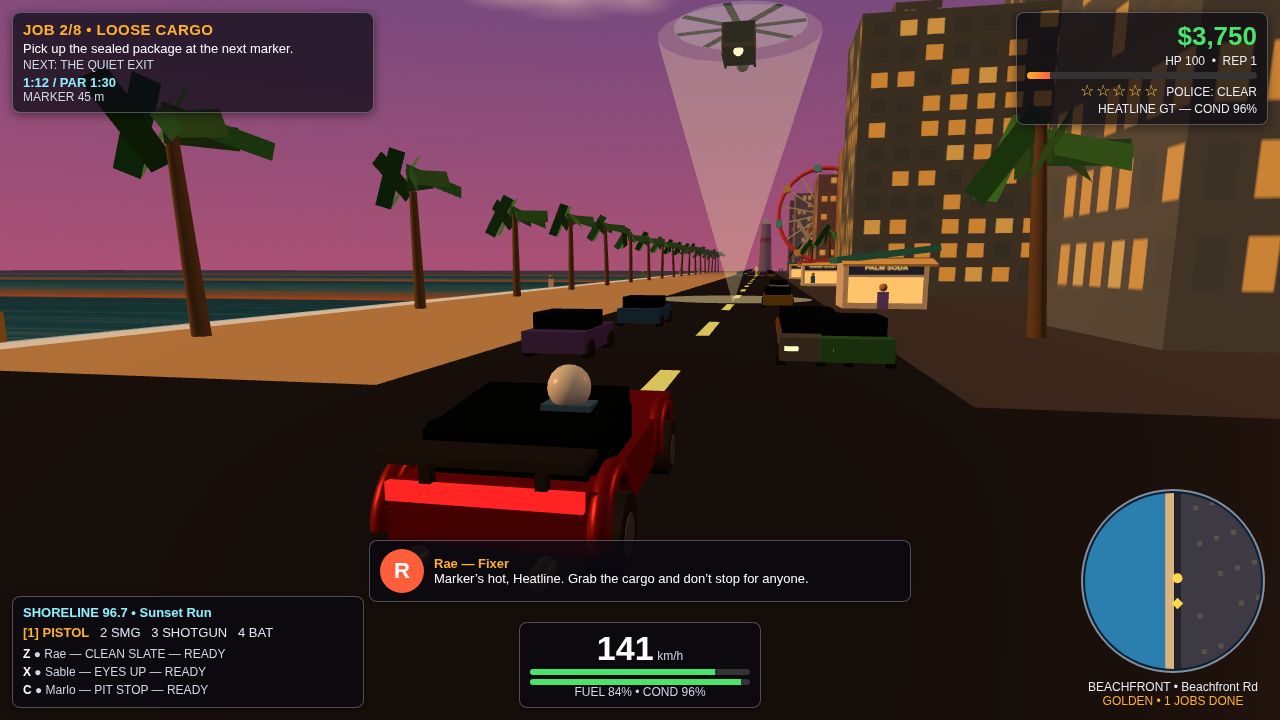 JOB 2/8 • LOOSE CARGO
Pick up the sealed package at the next marker.
NEXT: THE QUIET EXIT
1:12 / PAR 1:30
MARKER 45 m
$3,750
HP 100 • REP 1
☆☆☆☆☆ POLICE: CLEAR
HEATLINE GT — COND 96%
PALM SODA
R
Rae — Fixer
Marker’s hot, Heatline. Grab the cargo and don’t stop for anyone.
SHORELINE 96.7 • Sunset Run
[1] PISTOL 2 SMG 3 SHOTGUN 4 BAT
Z ● Rae — CLEAN SLATE — READY
X ● Sable — EYES UP — READY
C ● Marlo — PIT STOP — READY
141 km/h
FUEL 84% • COND 96%
BEACHFRONT • Beachfront Rd
GOLDEN • 1 JOBS DONE